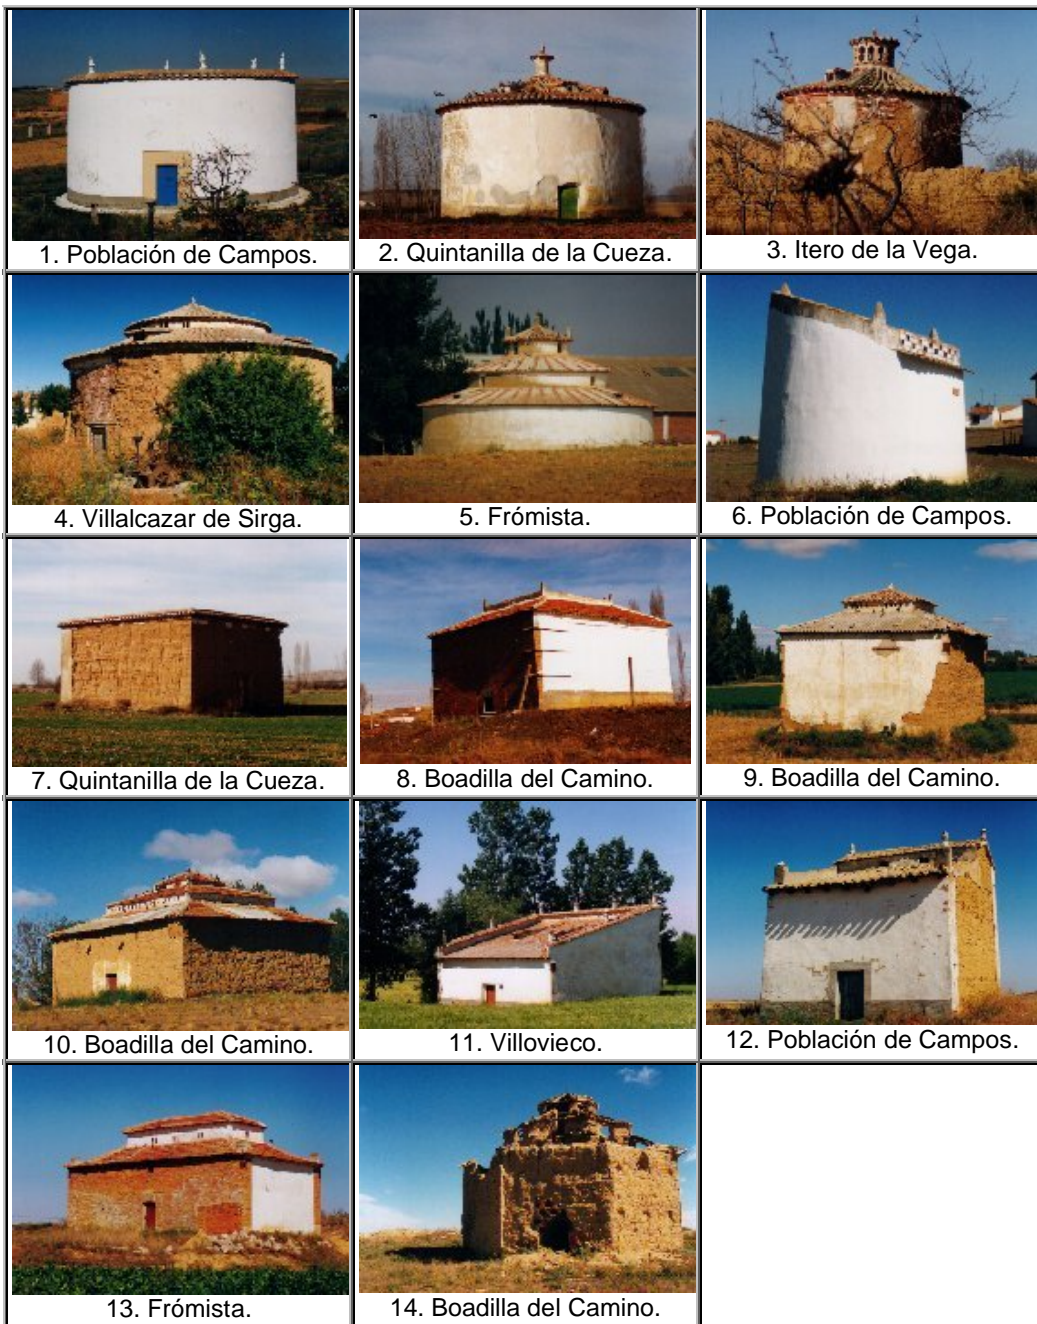 1. Población de Campos.
2. Quintanilla de la Cueza.
3. Itero de la Vega.
4. Villalcazar de Sirga.
5. Frómista.
6. Población de Campos.
7. Quintanilla de la Cueza.
8. Boadilla del Camino.
9. Boadilla del Camino.
10. Boadilla del Camino.
11. Villovieco.
12. Población de Campos.
13. Frómista.
14. Boadilla del Camino.